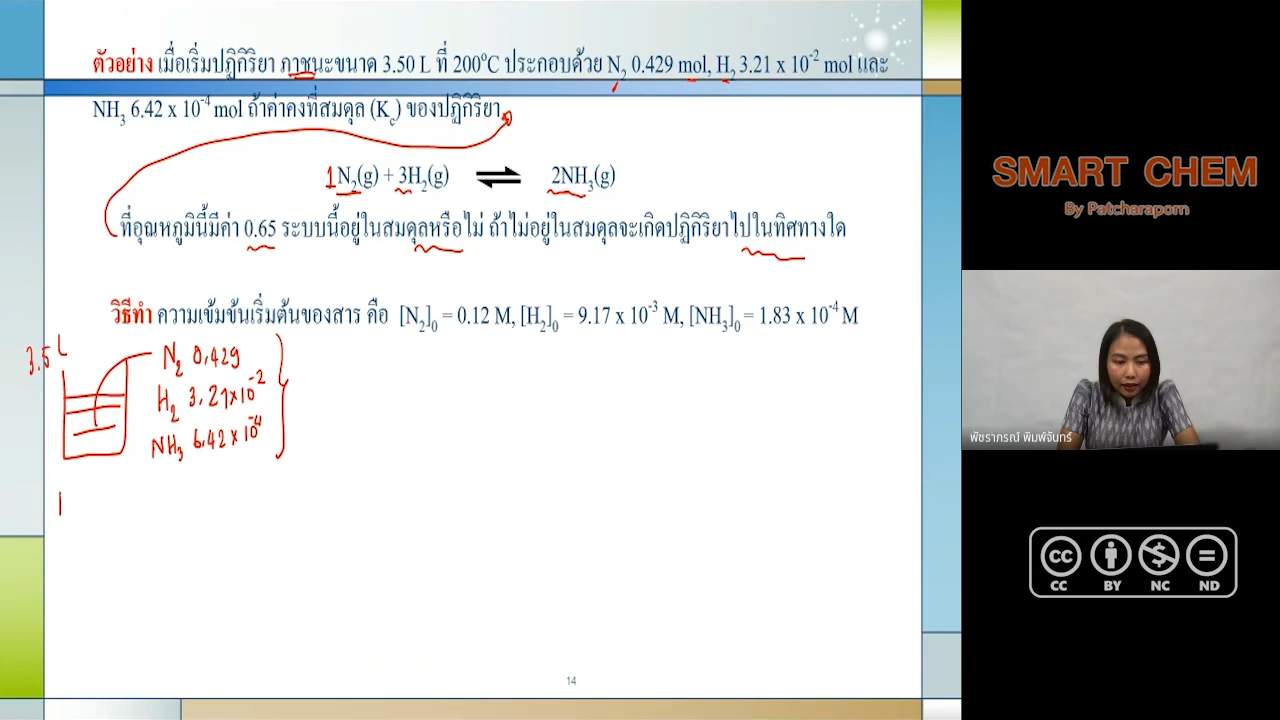 ตัวอย่าง เมื่อเริ่มปฏิกิริยา ภาชนะขนาด 3.50 L ที่ 200°C ประกอบด้วย N₂ 0.429 mol, H₂ 3.21 x 10⁻² mol และ
NH₃ 6.42 x 10⁻⁴ mol ถ้าค่าคงที่สมดุล (K꜀) ของปฏิกิริยา
1N₂(g) + 3H₂(g) ⇌ 2NH₃(g)
ที่อุณหภูมินี้มีค่า 0.65 ระบบนี้อยู่ในสมดุลหรือไม่ ถ้าไม่อยู่ในสมดุลจะเกิดปฏิกิริยาไปในทิศทางใด
วิธีทำ ความเข้มข้นเริ่มต้นของสาร คือ [N₂]₀ = 0.12 M, [H₂]₀ = 9.17 x 10⁻³ M, [NH₃]₀ = 1.83 x 10⁻⁴ M
3.5 L
N₂ 0.429
H₂ 3.21x10⁻²
NH₃ 6.42 x 10⁻⁴
14
SMART CHEM
By Patcharaporn
พัชราภรณ์ พิมพ์จันทร์
CC BY NC ND